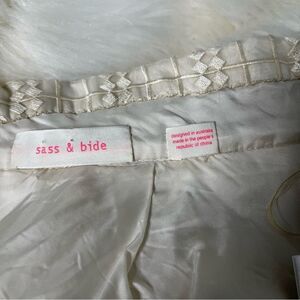 sass & bide
designed in australia
made in the people's
republic of china